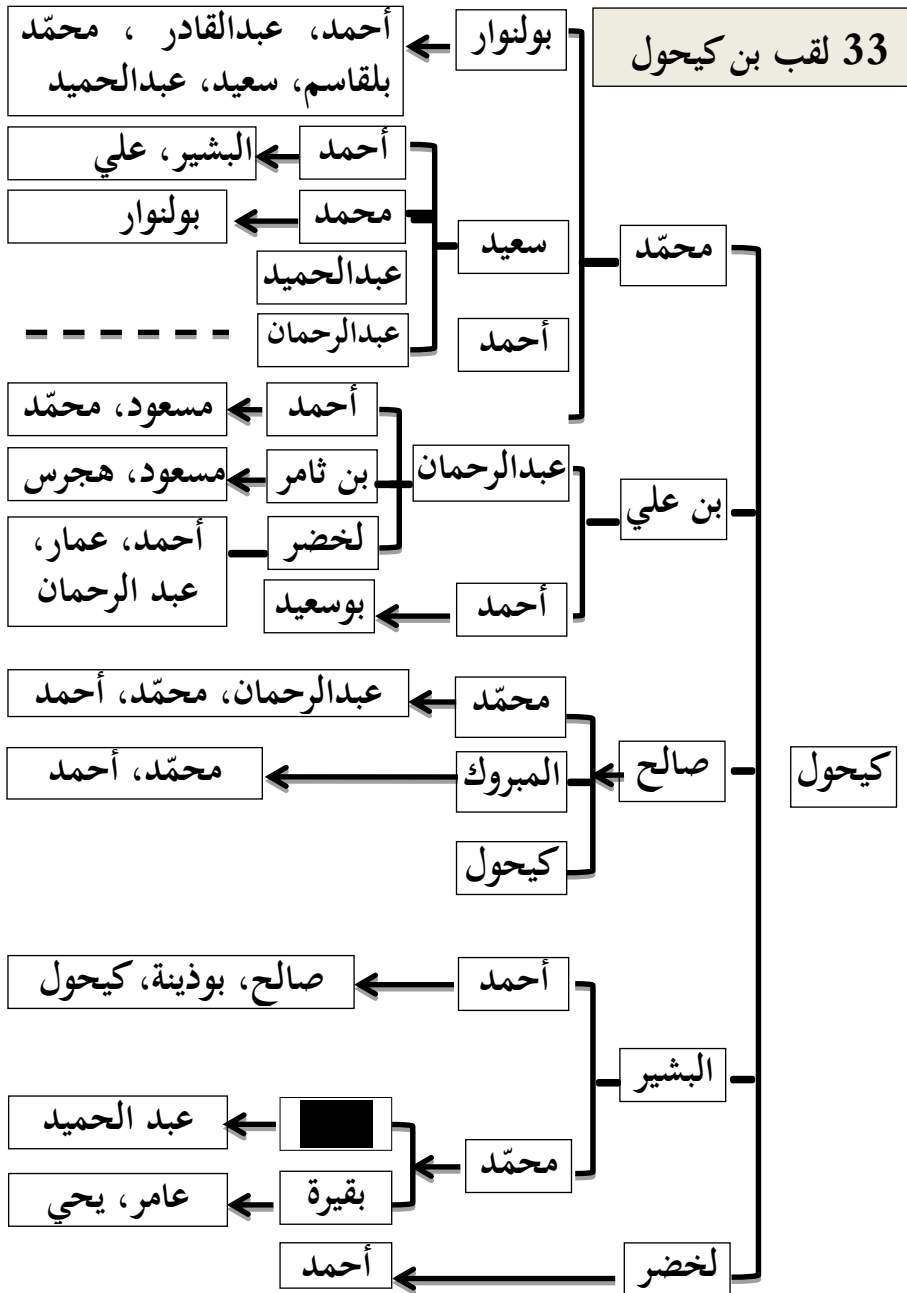 33 لقب بن كيحول
كيحول
محمّد
بولنوار
أحمد، عبدالقادر ، محمّد
بلقاسم، سعيد، عبدالحميد
سعيد
أحمد
البشير، علي
محمد
بولنوار
عبدالحميد
عبدالرحمان
أحمد
بن علي
عبدالرحمان
أحمد
مسعود، محمّد
بن ثامر
مسعود، هجرس
لخضر
أحمد، عمار،
عبد الرحمان
أحمد
بوسعيد
صالح
محمّد
عبدالرحمان، محمّد، أحمد
المبروك
محمّد، أحمد
كيحول
البشير
أحمد
صالح، بوذينة، كيحول
محمّد
عبد الحميد
بقيرة
عامر، يحي
لخضر
أحمد